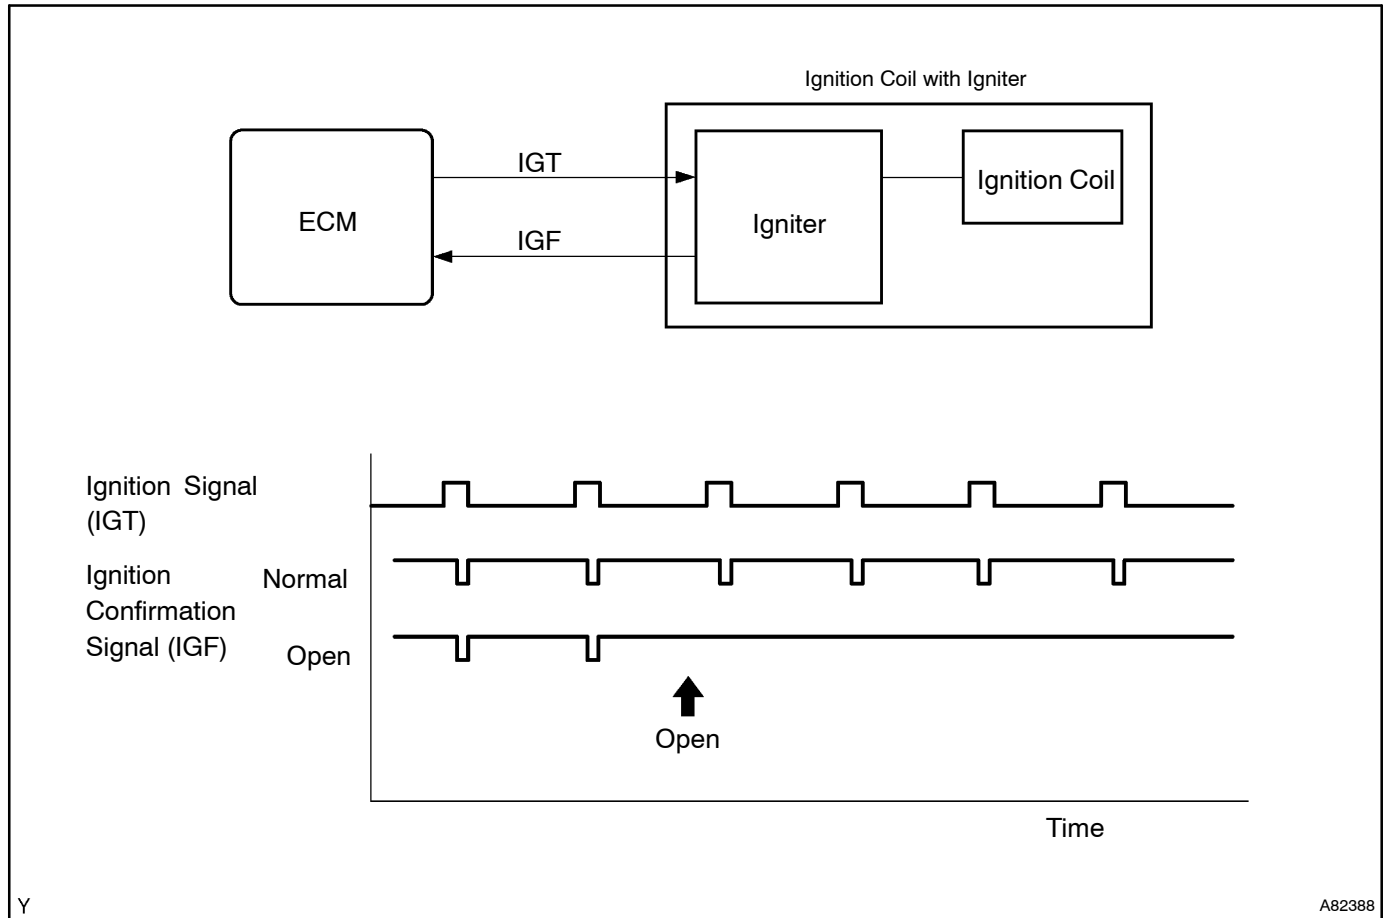 Ignition Coil with Igniter
ECM
IGT
IGF
Igniter
Ignition Coil
Ignition Signal
(IGT)
Ignition
Confirmation
Signal (IGF)
Normal
Open
Open
Time
Y
A82388